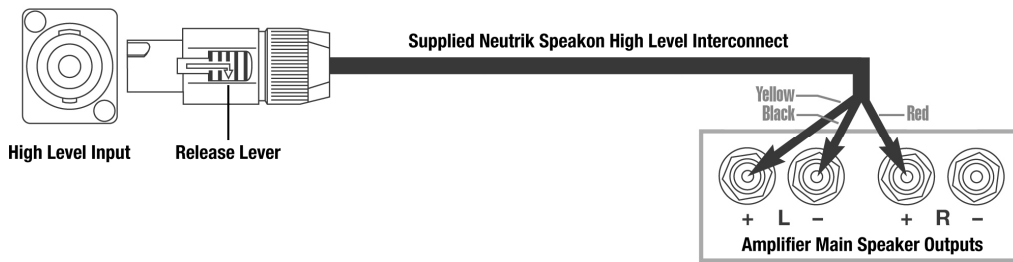 Supplied Neutrik Speakon High Level Interconnect
Yellow
Black
Red
High Level Input
Release Lever
+ L – + R –
Amplifier Main Speaker Outputs